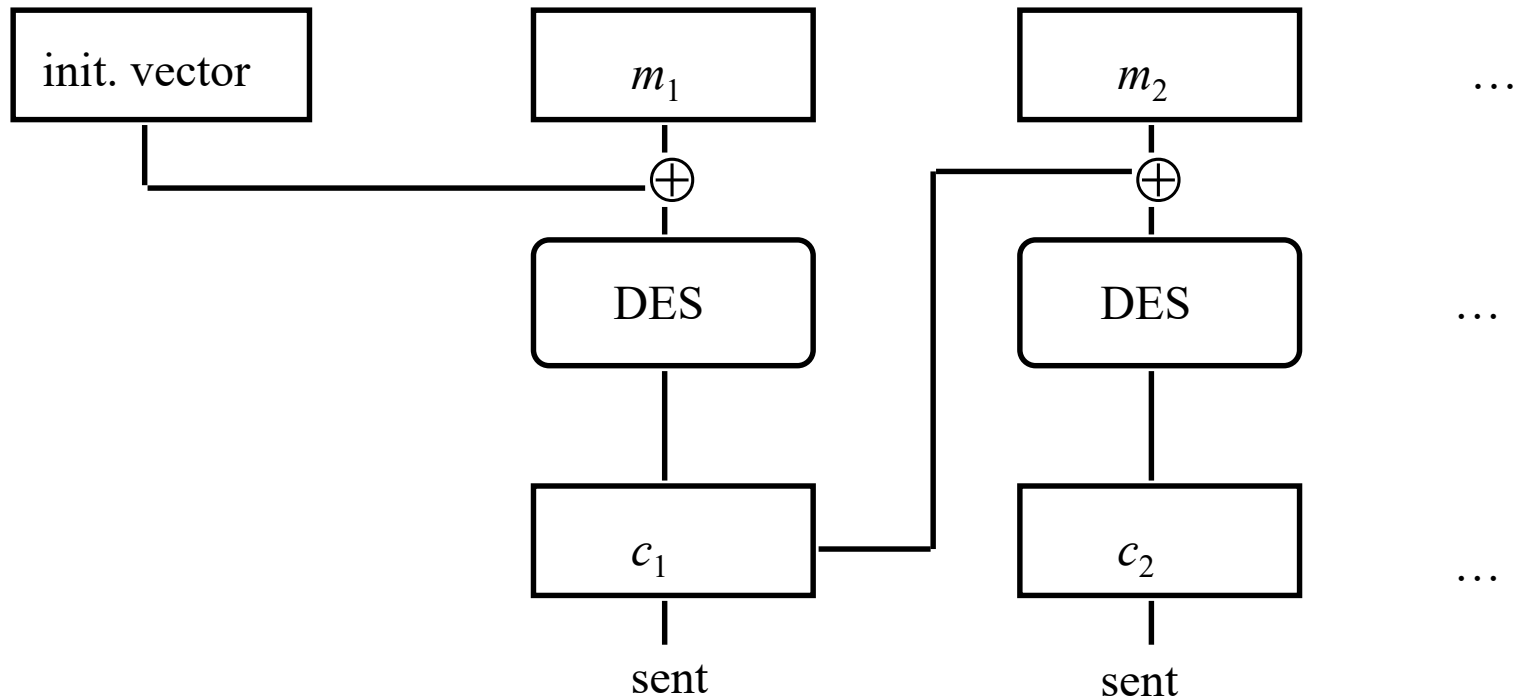 init. vector m₁ m₂ …
DES DES …
c₁ c₂ …
sent sent